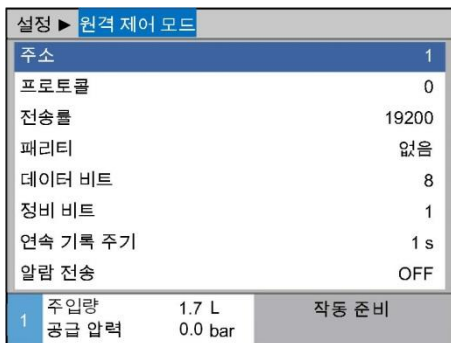 설정 ▶ 원격 제어 모드
주소 1
프로토콜 0
전송률 19200
패리티 없음
데이터 비트 8
정비 비트 1
연속 기록 주기 1 s
알람 전송 OFF
1 주입량 1.7 L 작동 준비
공급 압력 0.0 bar